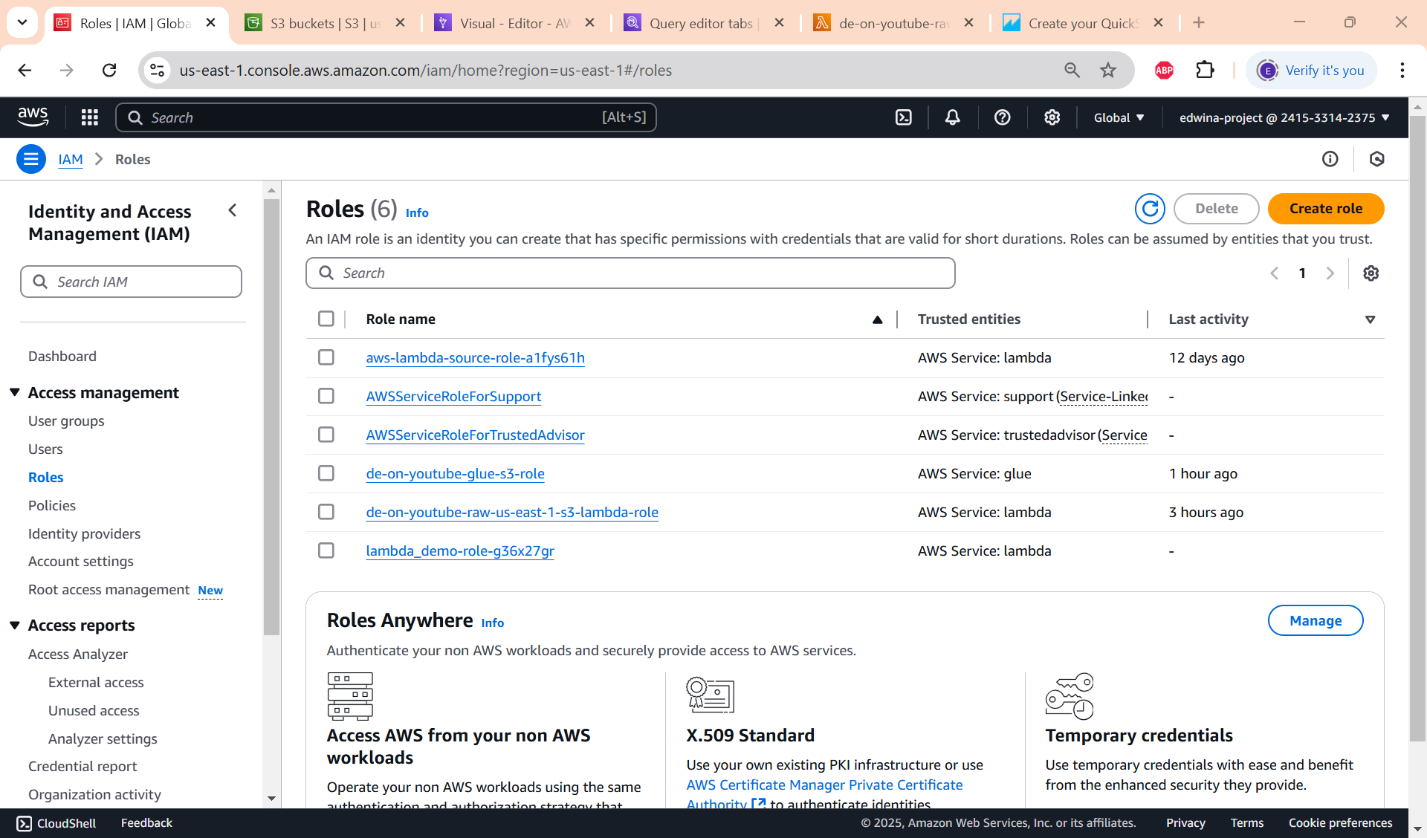 Roles | IAM | Globa
S3 buckets | S3 | us
Visual - Editor - AW
Query editor tabs |
de-on-youtube-raw
Create your QuickS
us-east-1.console.aws.amazon.com/iam/home?region=us-east-1#/roles
ABP
E
Verify it's you
aws
Search
[Alt+S]
Global
edwina-project @ 2415-3314-2375
IAM
Roles
Identity and Access
Management (IAM)
Search IAM
Dashboard
Access management
User groups
Users
Roles
Policies
Identity providers
Account settings
Root access management New
Access reports
Access Analyzer
External access
Unused access
Analyzer settings
Credential report
Organization activity
Roles (6) Info
Delete
Create role
An IAM role is an identity you can create that has specific permissions with credentials that are valid for short durations. Roles can be assumed by entities that you trust.
Search
1
Role name Trusted entities Last activity
aws-lambda-source-role-a1fys61h AWS Service: lambda 12 days ago
AWSServiceRoleForSupport AWS Service: support (Service-Linked -
AWSServiceRoleForTrustedAdvisor AWS Service: trustedadvisor (Service -
de-on-youtube-glue-s3-role AWS Service: glue 1 hour ago
de-on-youtube-raw-us-east-1-s3-lambda-role AWS Service: lambda 3 hours ago
lambda_demo-role-g36x27gr AWS Service: lambda -
Roles Anywhere Info
Manage
Authenticate your non AWS workloads and securely provide access to AWS services.
Access AWS from your non AWS
workloads
Operate your non AWS workloads using the same
authentication and authorization strategy that
X.509 Standard
Use your own existing PKI infrastructure or use
AWS Certificate Manager Private Certificate
Authority to authenticate identities.
Temporary credentials
Use temporary credentials with ease and benefit
from the enhanced security they provide.
CloudShell Feedback
© 2025, Amazon Web Services, Inc. or its affiliates. Privacy Terms Cookie preferences